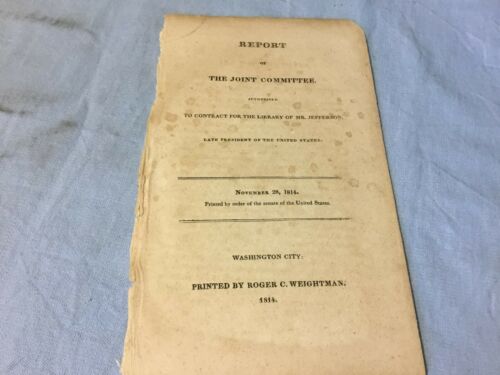 REPORT
OF
THE JOINT COMMITTEE,
AUTHORISED
TO CONTRACT FOR THE LIBRARY OF MR. JEFFERSON,
LATE PRESIDENT OF THE UNITED STATES.
NOVEMBER 28, 1814.
Printed by order of the senate of the United States.
WASHINGTON CITY:
PRINTED BY ROGER C. WEIGHTMAN.
1814.